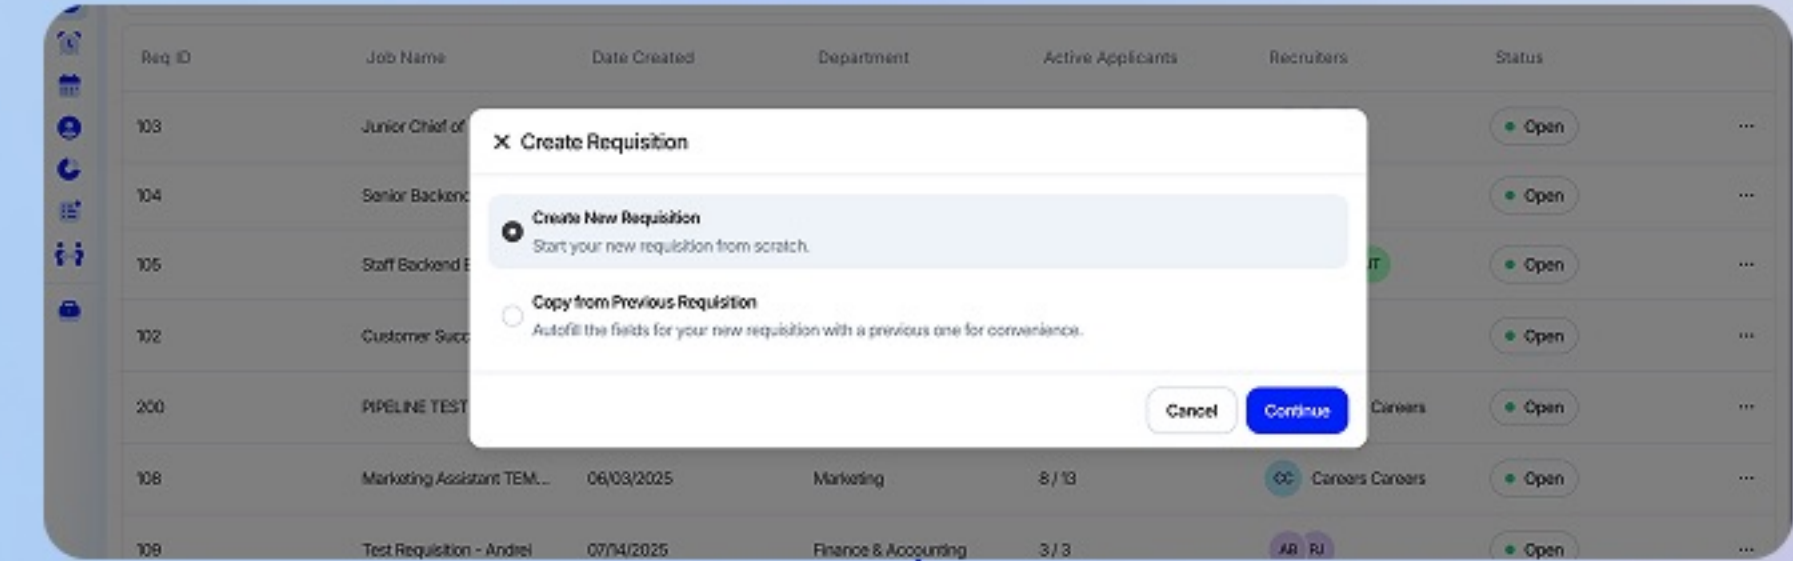 Req ID Job Name Date Created Department Active Applicants Recruiters Status
103 Junior Chief of Open ...
Create Requisition
104 Senior Backend Open ...
Create New Requisition
Start your new requisition from scratch.
105 Staff Backend E Open ...
Copy from Previous Requisition
Autofill the fields for your new requisition with a previous one for convenience.
102 Customer Succ Open ...
200 PIPELINE TEST Careers Open ...
Cancel Continue
108 Marketing Assistant TEM... 06/03/2025 Marketing 8 / 13 CC Careers Careers Open ...
109 Test Requisition - Andrei 07/14/2025 Finance & Accounting 3 / 3 AB RJ Open ...